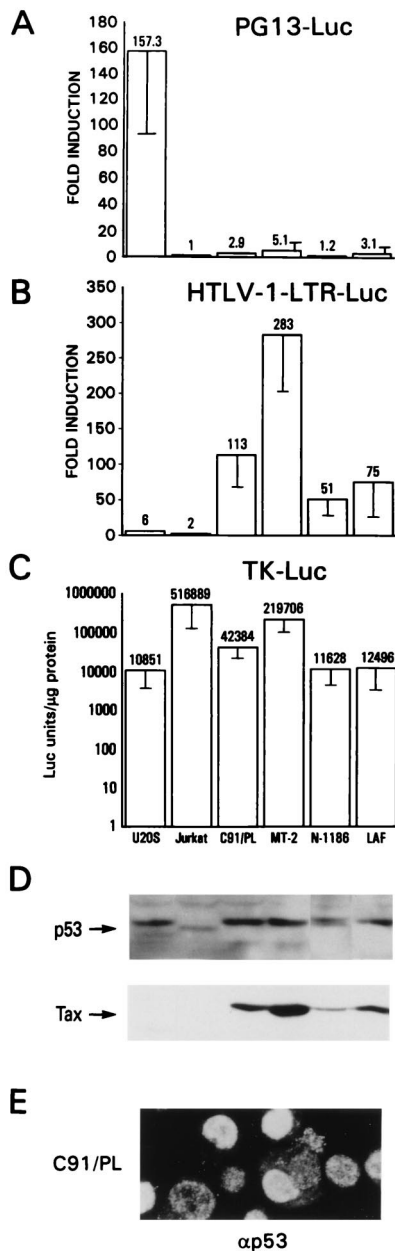 A
PG13-Luc
FOLD INDUCTION
180
160
140
120
100
80
60
40
20
0
157.3
1
2.9
5.1
1.2
3.1
B
HTLV-1-LTR-Luc
FOLD INDUCTION
350
300
250
200
150
100
50
0
6
2
113
283
51
75
C
TK-Luc
Luc units/µg protein
1000000
100000
10000
1000
100
10
1
10851
516889
42384
219706
11628
12496
U20S Jurkat C91/PL MT-2 N-1186 LAF
D
p53
Tax
E
C91/PL
αp53